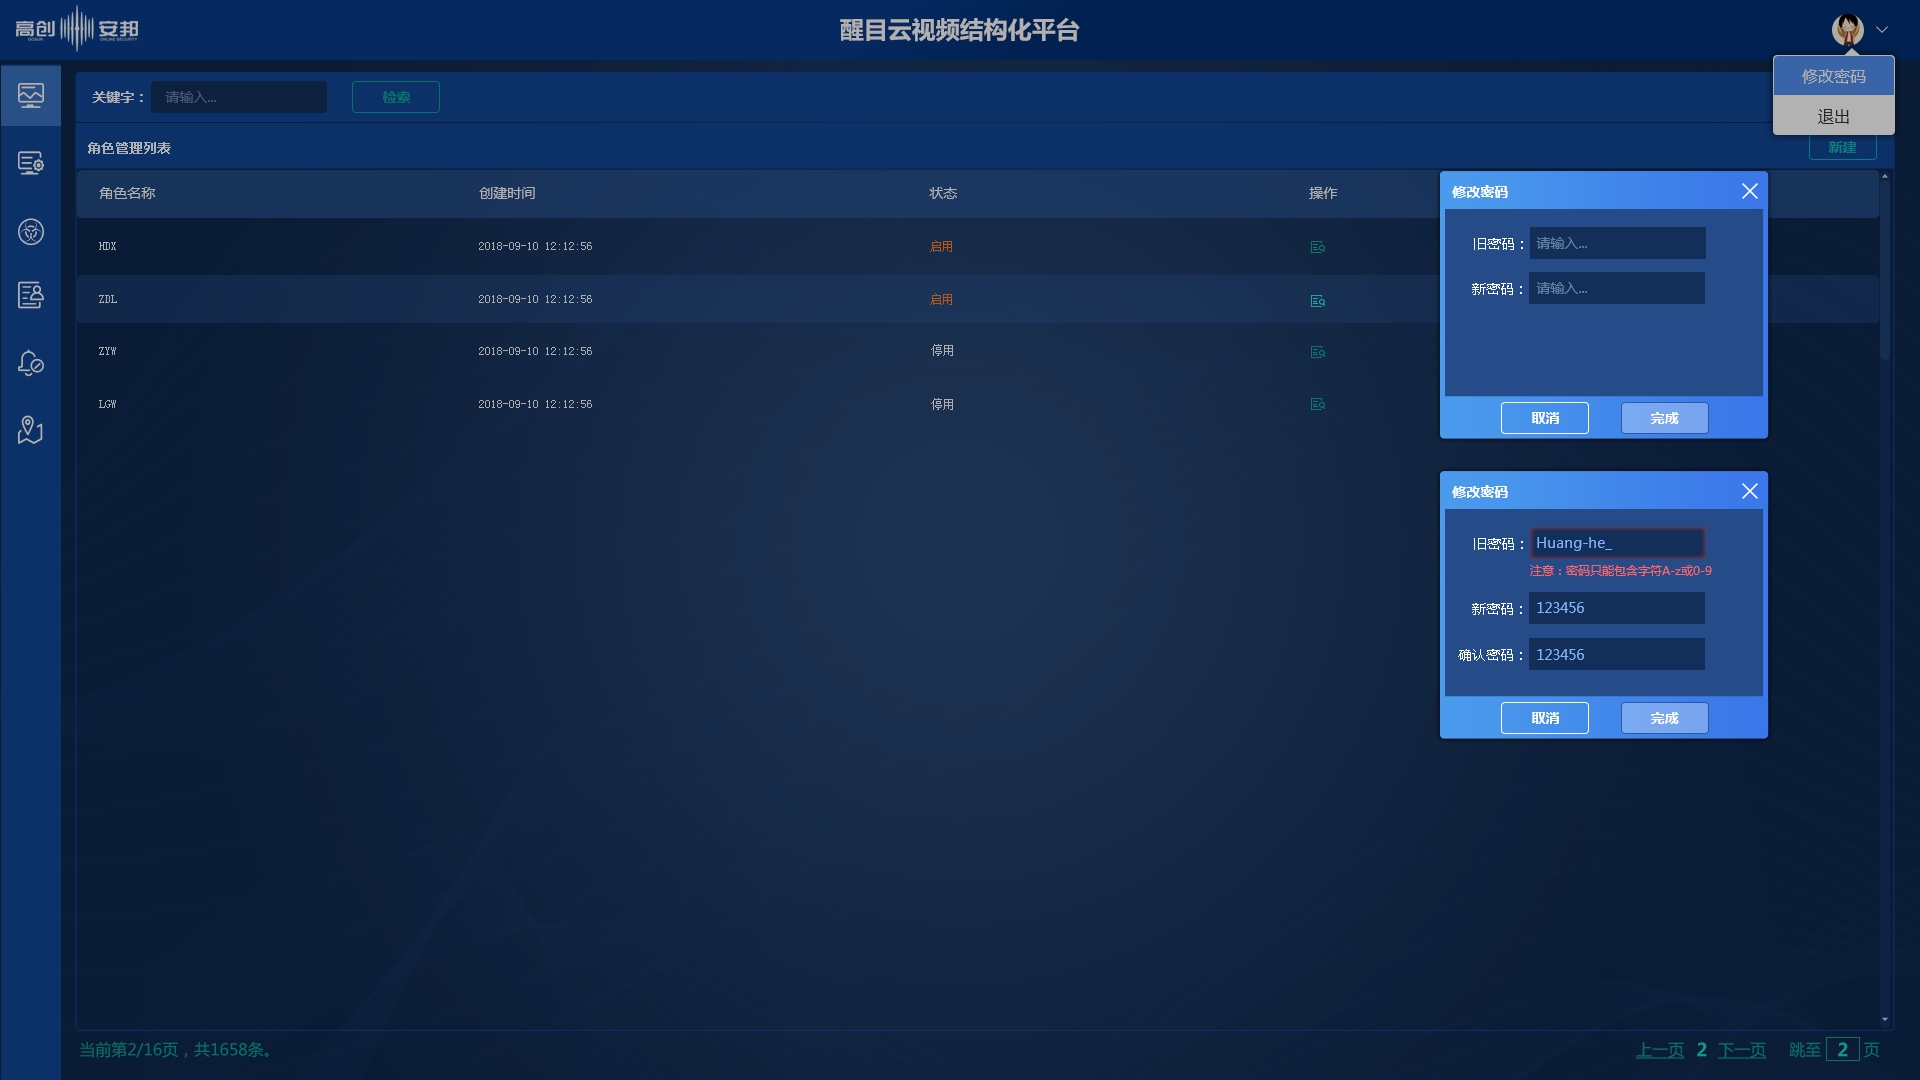 高创 安邦
醒目云视频结构化平台
修改密码
退出
关键字： 请输入... 检索
角色管理列表 新建
角色名称 创建时间 状态 操作
HDX 2018-09-10 12:12:56 启用
ZDL 2018-09-10 12:12:56 启用
ZYW 2018-09-10 12:12:56 停用
LGW 2018-09-10 12:12:56 停用
修改密码
旧密码： 请输入...
新密码： 请输入...
取消 完成
修改密码
旧密码： Huang-he_
注意：密码只能包含字符A-z或0-9
新密码： 123456
确认密码： 123456
取消 完成
当前第2/16页，共1658条。
上一页 2 下一页 跳至 2 页